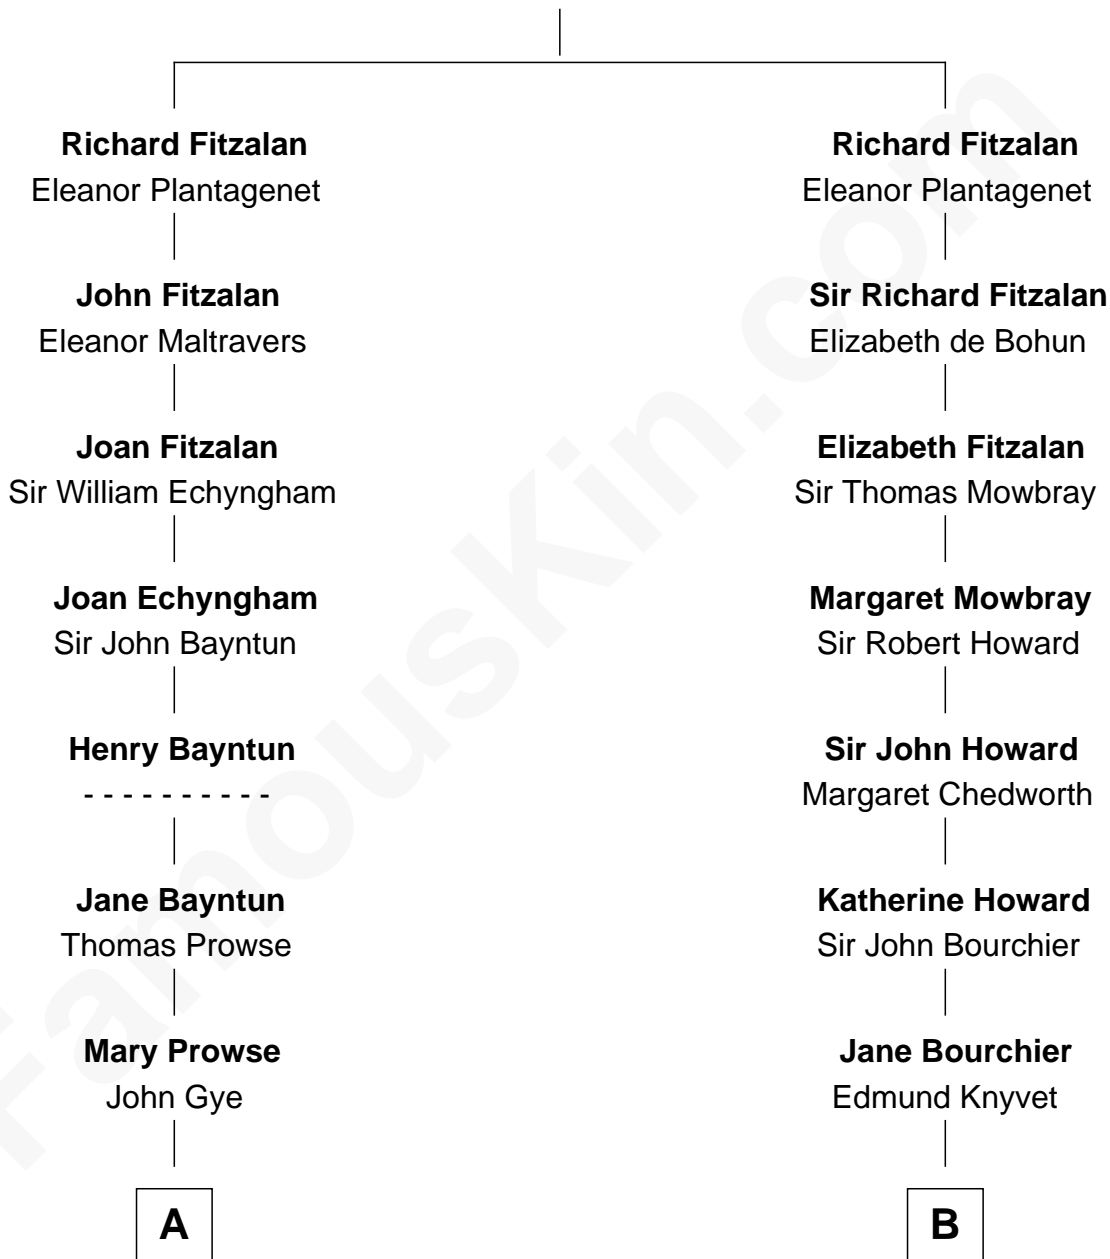 Richard Fitzalan
Eleanor Plantagenet
John Fitzalan
Eleanor Maltravers
Joan Fitzalan
Sir William Echyngham
Joan Echyngham
Sir John Bayntun
Henry Bayntun
- - - - - - - - - -
Jane Bayntun
Thomas Prowse
Mary Prowse
John Gye
A
Richard Fitzalan
Eleanor Plantagenet
Sir Richard Fitzalan
Elizabeth de Bohun
Elizabeth Fitzalan
Sir Thomas Mowbray
Margaret Mowbray
Sir Robert Howard
Sir John Howard
Margaret Chedworth
Katherine Howard
Sir John Bourchier
Jane Bourchier
Edmund Knyvet
B
FamousKin.com